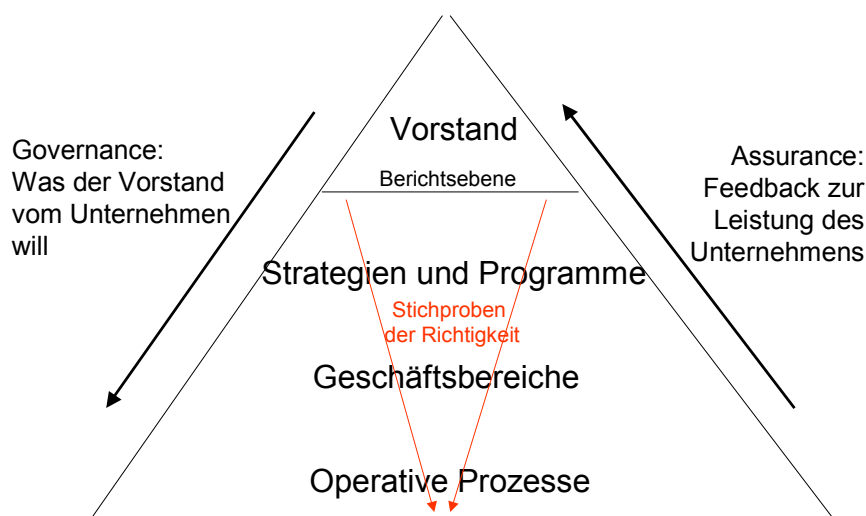 Vorstand
Berichtsebene
Governance:
Was der Vorstand
vom Unternehmen
will
Assurance:
Feedback zur
Leistung des
Unternehmens
Strategien und Programme
Stichproben
der Richtigkeit
Geschäftsbereiche
Operative Prozesse